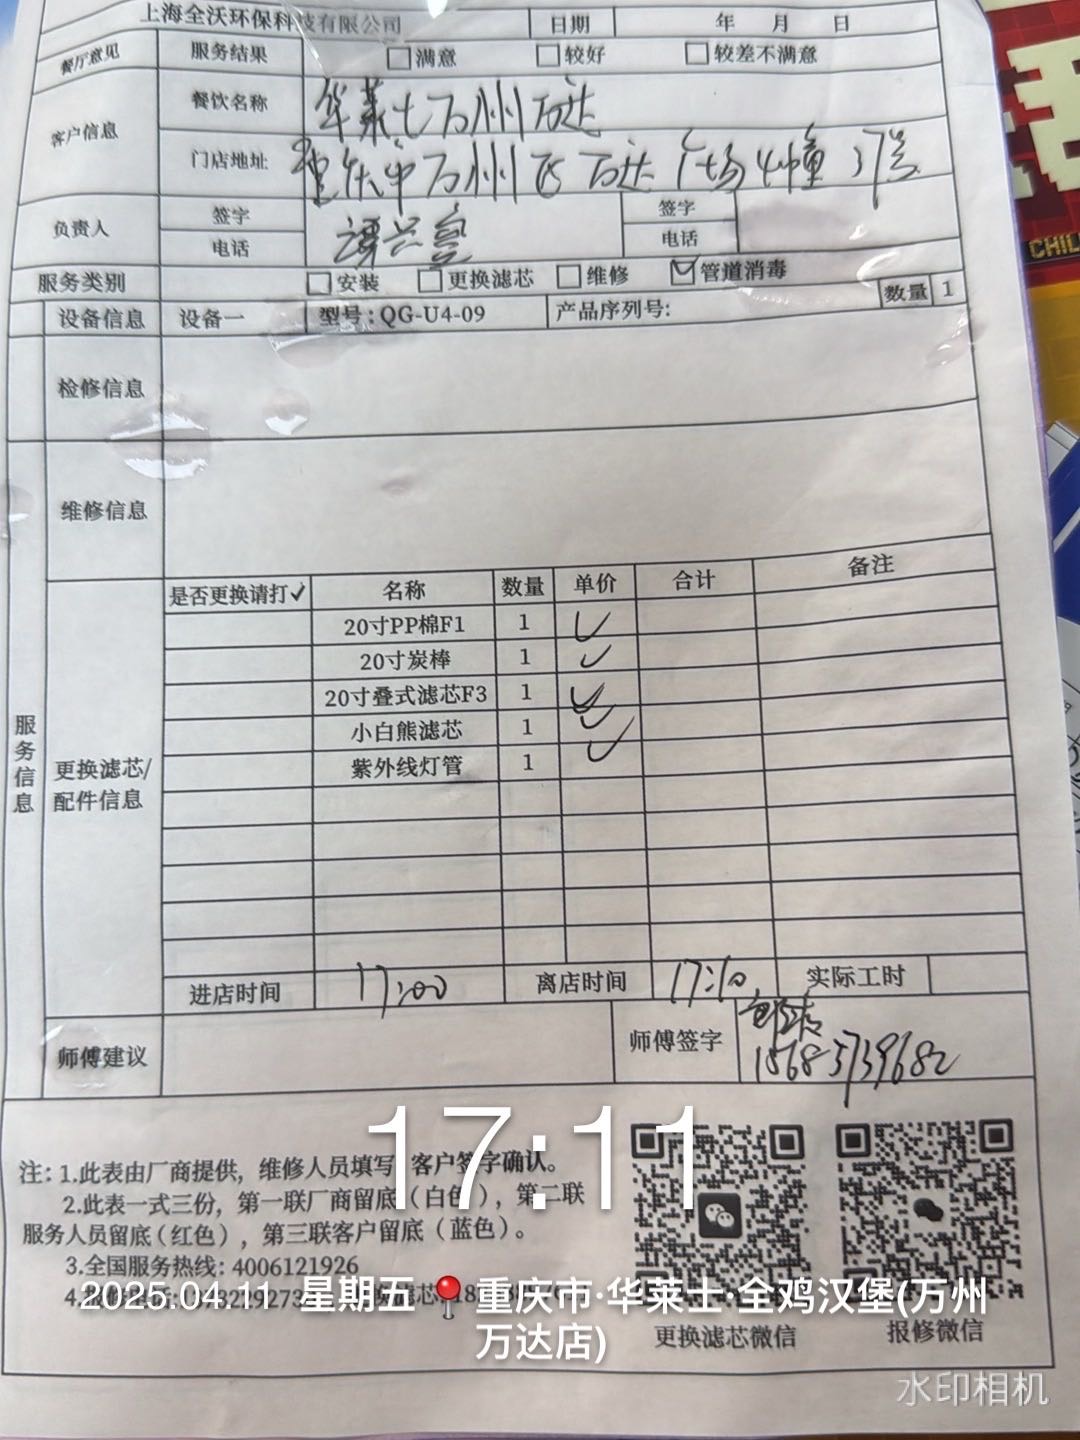 上海全沃环保科技有限公司 日期 年 月 日
餐厅意见 服务结果 满意 较好 较差不满意
客户信息 餐饮名称 华莱士万州万达
门店地址 重庆市万州区万达广场4幢37号
负责人 签字 谭兴 签字
电话 电话
服务类别 安装 更换滤芯 维修 管道消毒
设备信息 设备一 型号:QG-U4-09 产品序列号: 数量 1
检修信息
维修信息
服务信息
更换滤芯/配件信息
是否更换请打✓ 名称 数量 单价 合计 备注
20寸PP棉F1 1 ✓
20寸炭棒 1 ✓
20寸叠式滤芯F3 1 ✓
小白熊滤芯 1 ✓
紫外线灯管 1 ✓
进店时间 17:00 离店时间 17:10 实际工时
师傅建议 师傅签字
18685739682
17:11
注: 1.此表由厂商提供，维修人员填写 客户签字确认。
2.此表一式三份，第一联厂商留底（白色），第二联
服务人员留底（红色），第三联客户留底（蓝色）。
3.全国服务热线: 4006121926
2025.04.11 星期五 重庆市·华莱士·全鸡汉堡(万州
万达店)
更换滤芯微信 报修微信
水印相机
CHIL